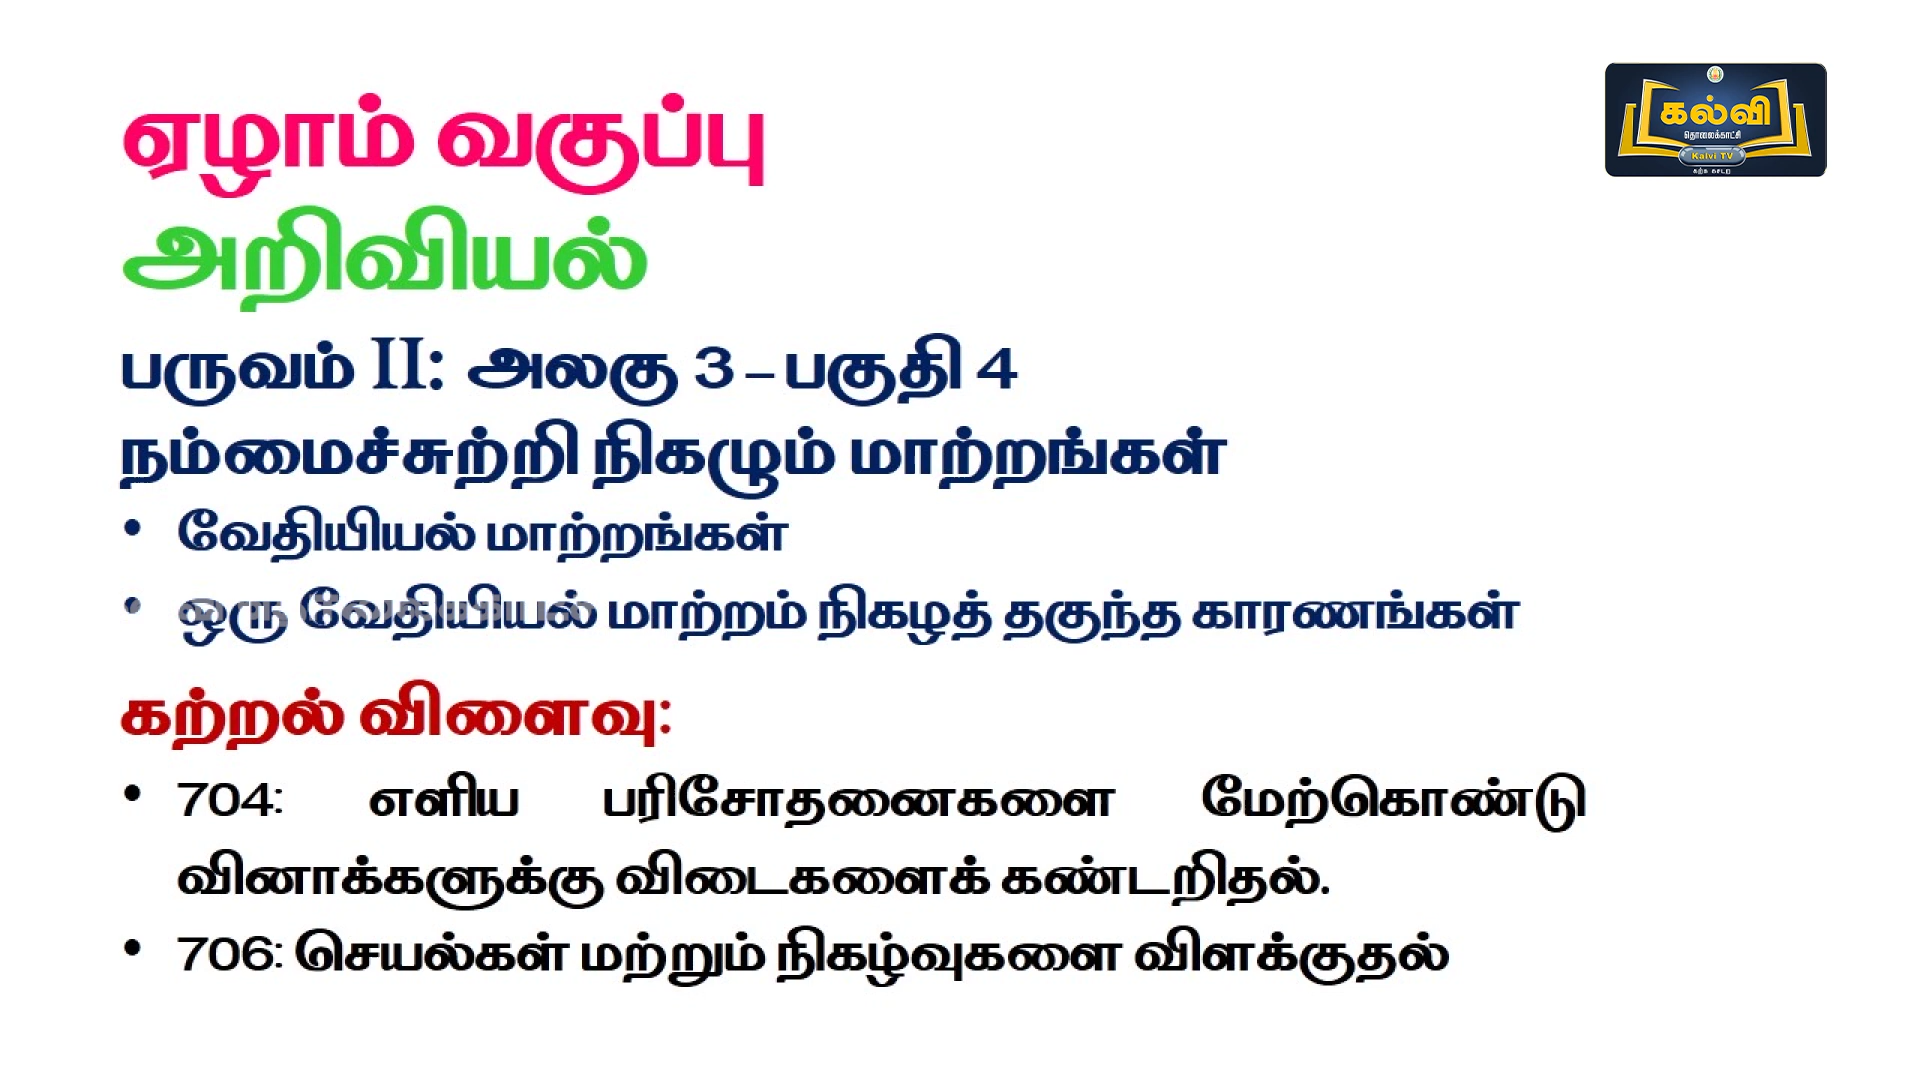 கல்வி
தொலைக்காட்சி
Kalvi TV
கற்க கசடற
ஏழாம் வகுப்பு
அறிவியல்
பருவம் II: அலகு 3 – பகுதி 4
நம்மைச்சுற்றி நிகழும் மாற்றங்கள்
• வேதியியல் மாற்றங்கள்
• ஒரு வேதியியல் மாற்றம் நிகழத் தகுந்த காரணங்கள்
கற்றல் விளைவு:
• 704: எளிய பரிசோதனைகளை மேற்கொண்டு
வினாக்களுக்கு விடைகளைக் கண்டறிதல்.
• 706: செயல்கள் மற்றும் நிகழ்வுகளை விளக்குதல்